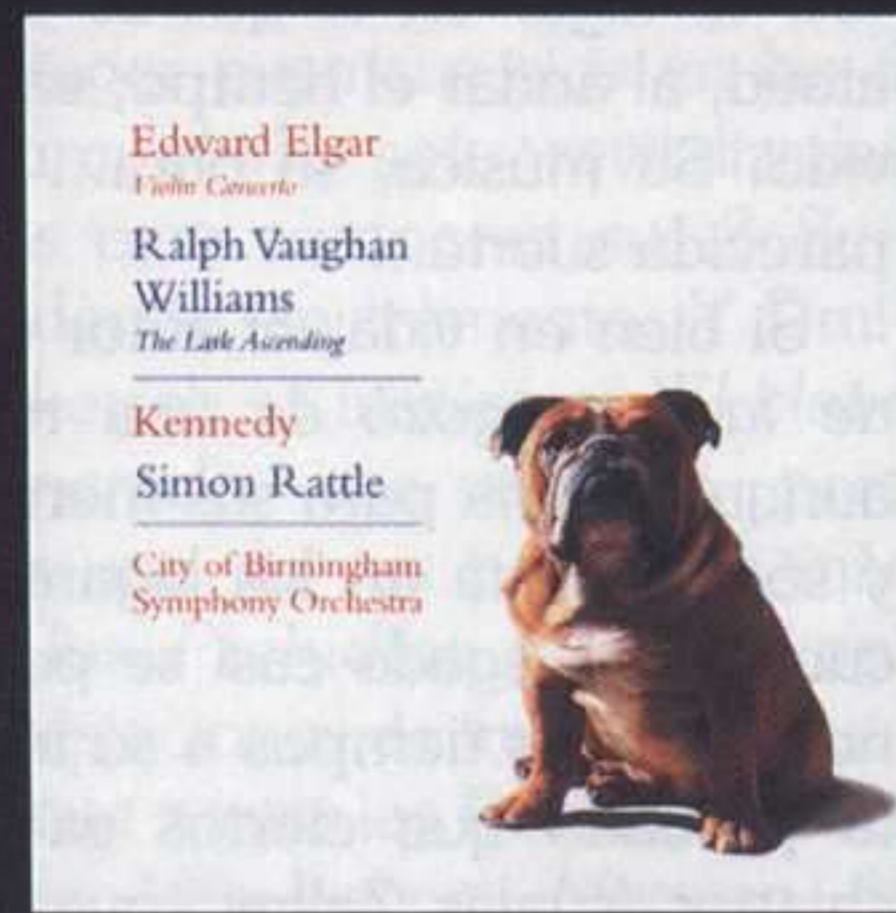 Edward Elgar
Violin Concerto
Ralph Vaughan
Williams
The Lark Ascending
Kennedy
Simon Rattle
City of Birmingham
Symphony Orchestra